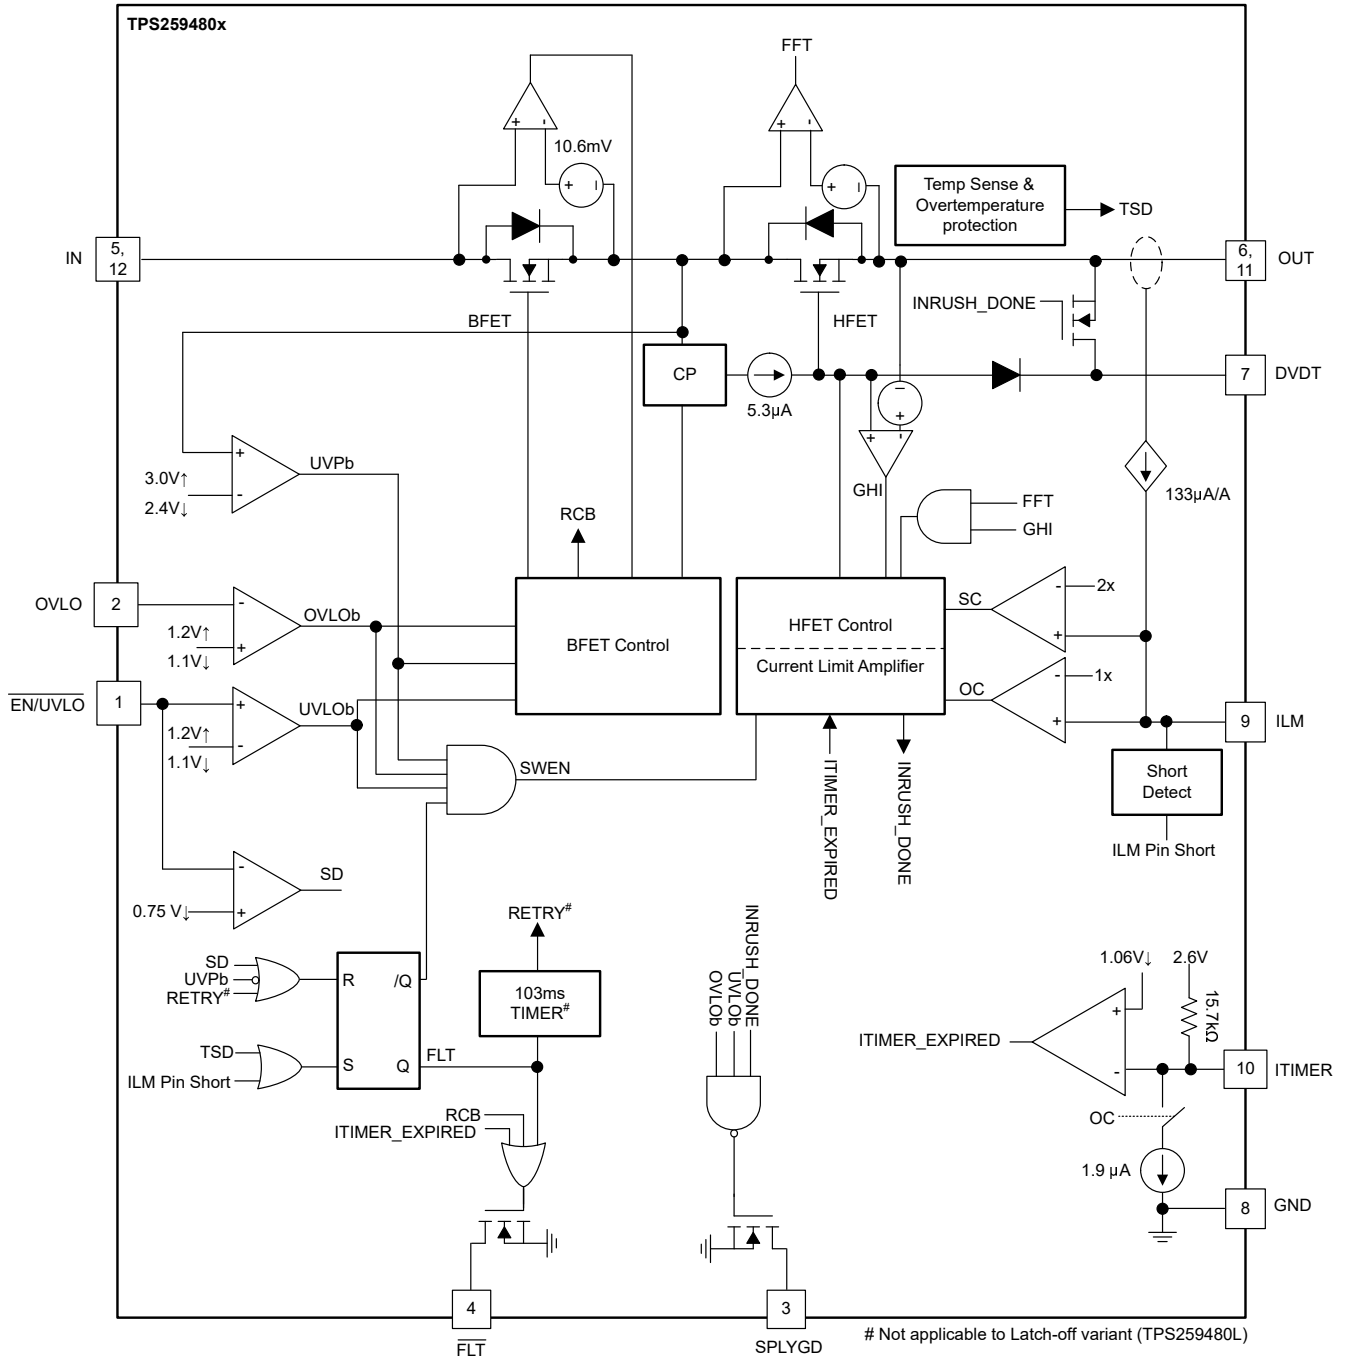 TPS259480x
FFT
+
-
10.6mV
+
-
+
-
+
-
Temp Sense &
Overtemperature
protection
TSD
IN
5,
12
6,
11
OUT
INRUSH_DONE
BFET
HFET
CP
5.3µA
7
DVDT
-
+
+
-
GHI
+
-
UVPb
3.0V↑
2.4V↓
133µA/A
RCB
FFT
GHI
OVLO
2
-
+
OVLOb
1.2V↑
1.1V↓
BFET Control
HFET Control
Current Limit Amplifier
SC
-
+
2x
OC
-
+
1x
EN/UVLO
1
+
-
UVLOb
1.2V↑
1.1V↓
9
ILM
SWEN
ITIMER_EXPIRED
INRUSH_DONE
Short
Detect
ILM Pin Short
-
+
SD
0.75 V↓
RETRY#
SD
UVPb
RETRY#
R
/Q
103ms
TIMER#
INRUSH_DONE
UVLOb
OVLOb
1.06V↓
2.6V
15.7kΩ
TSD
ILM Pin Short
S
Q
FLT
ITIMER_EXPIRED
+
-
10
ITIMER
RCB
ITIMER_EXPIRED
OC
1.9 µA
8
GND
4
FLT
3
SPLYGD
# Not applicable to Latch-off variant (TPS259480L)